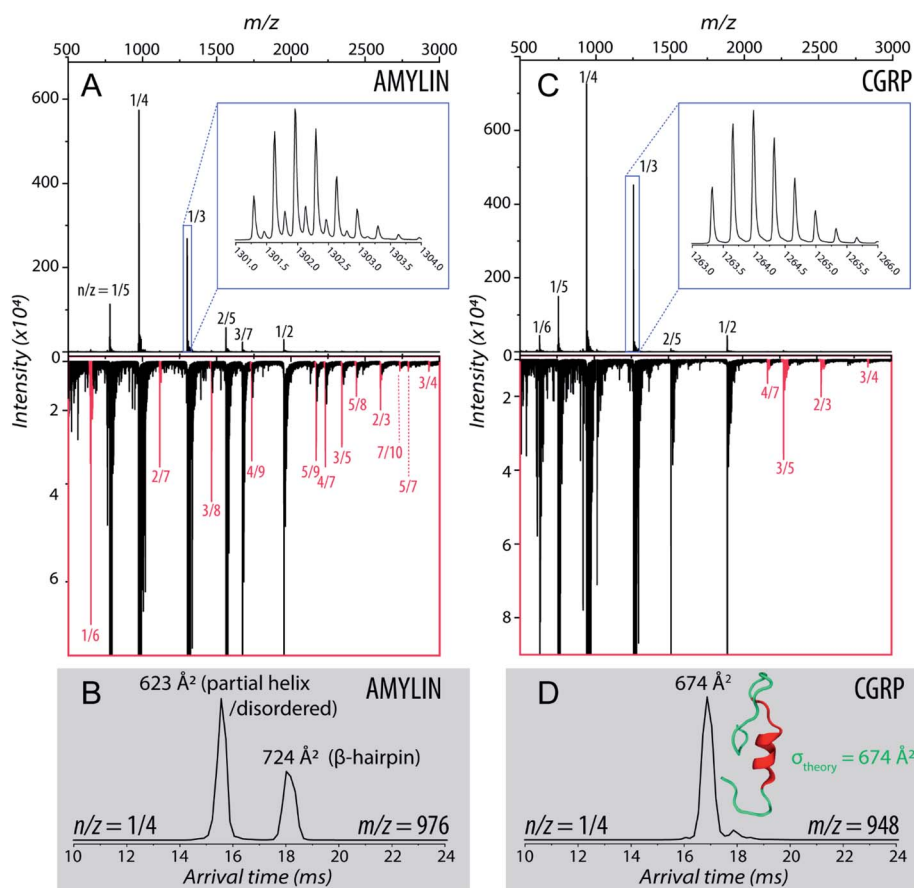 m/z
500 1000 1500 2000 2500 3000
A
AMYLIN
1/4
600
400
200
Intensity (x10⁴)
1/3
n/z = 1/5
2/5
3/7
1/2
1301.0 1301.5 1302.0 1302.5 1303.0 1303.5 1304.0
0
2
4
6
1/6
2/7
3/8
4/9
5/9
4/7
3/5
5/8
2/3
7/10
5/7
3/4
B
623 Å² (partial helix
/disordered)
AMYLIN
724 Å² (β-hairpin)
n/z = 1/4
m/z = 976
10 12 14 16 18 20 22 24
Arrival time (ms)
m/z
500 1000 1500 2000 2500 3000
C
CGRP
1/4
600
400
200
Intensity (x10⁴)
1/3
1/6
1/5
2/5
1/2
1263.0 1263.5 1264.0 1264.5 1265.0 1265.5 1266.0
0
2
4
6
8
4/7
3/5
2/3
3/4
D
674 Å²
CGRP
σtheory = 674 Å²
n/z = 1/4
m/z = 948
10 12 14 16 18 20 22 24
Arrival time (ms)